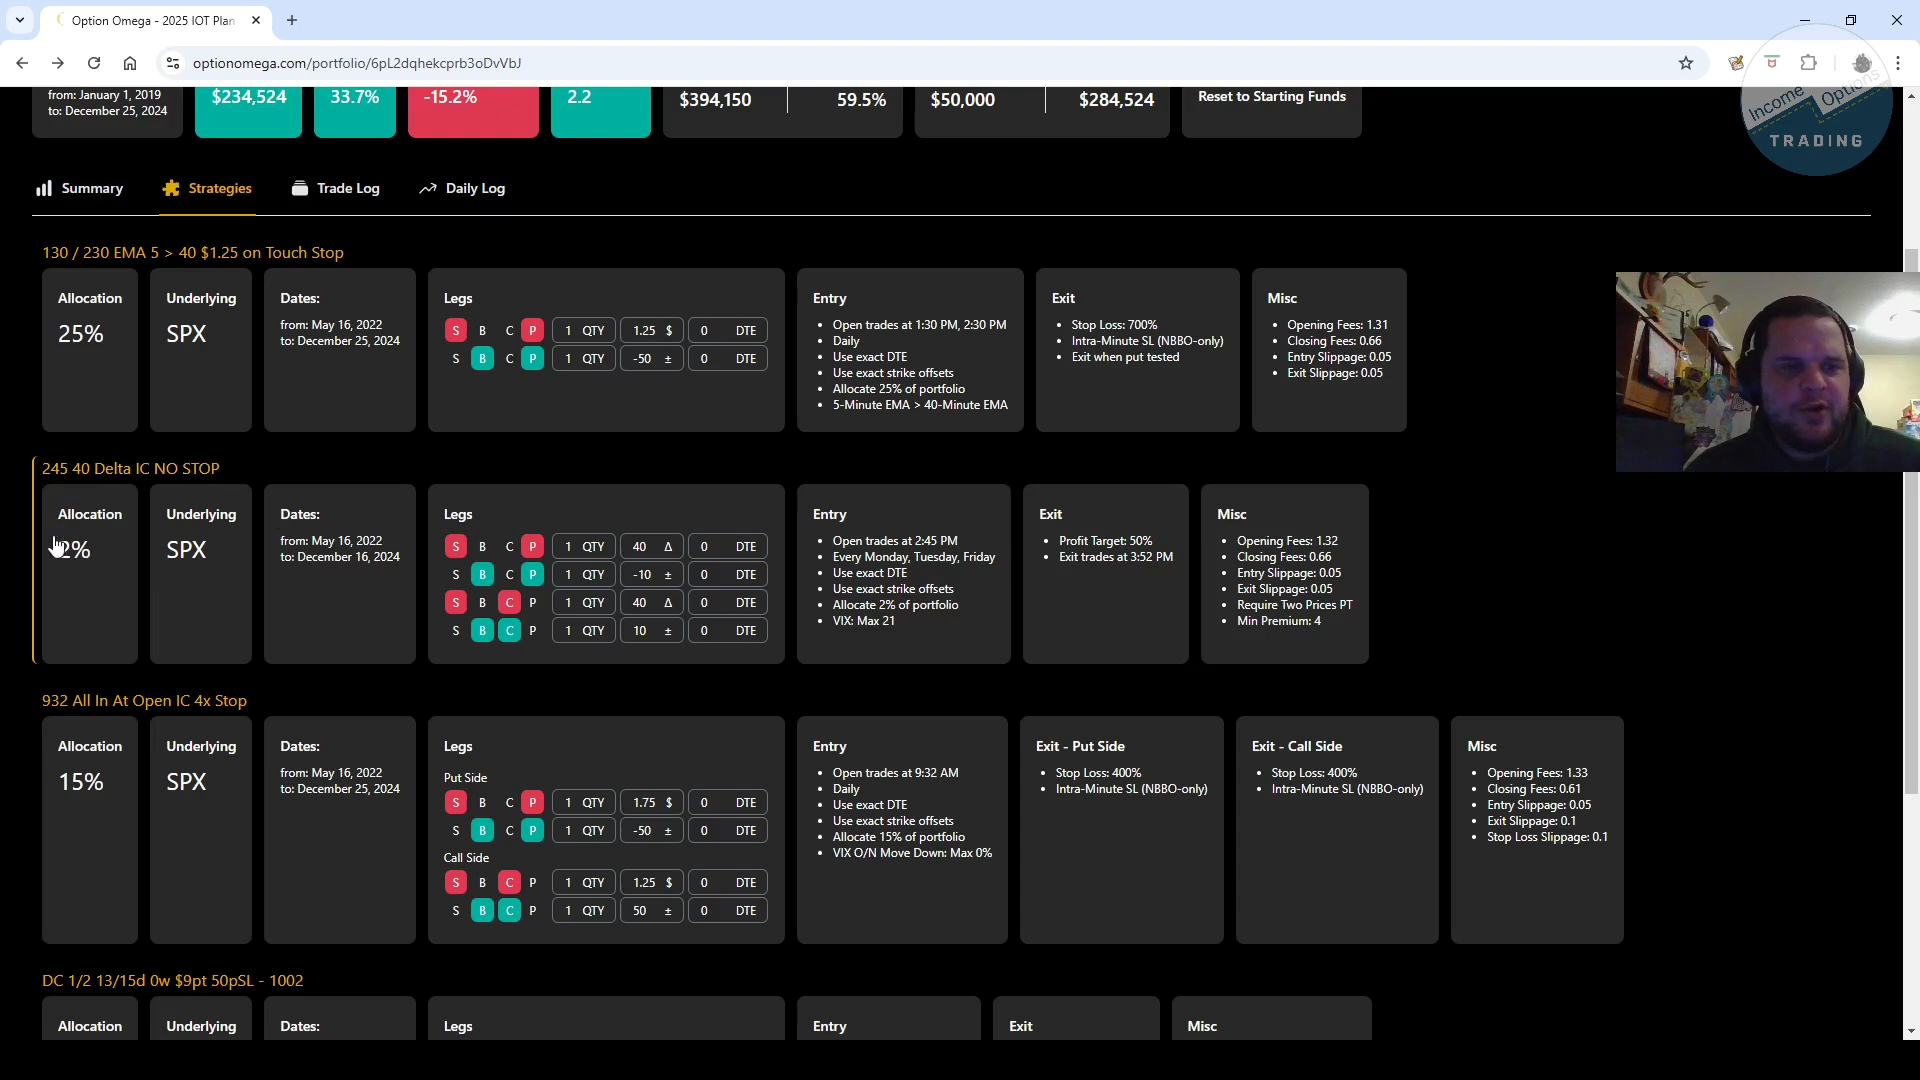 Option Omega - 2025 IOT Plan
optionomega.com/portfolio/6pL2dqhekcprb3oDvVbJ
Income Options
TRADING
from: January 1, 2019
to: December 25, 2024
$234,524
33.7%
-15.2%
2.2
$394,150
59.5%
$50,000
$284,524
Reset to Starting Funds
Summary
Strategies
Trade Log
Daily Log
130 / 230 EMA 5 > 40 $1.25 on Touch Stop
Allocation
25%
Underlying
SPX
Dates:
from: May 16, 2022
to: December 25, 2024
Legs
S B C P 1 QTY 1.25 $ 0 DTE
S B C P 1 QTY -50 ± 0 DTE
Entry
• Open trades at 1:30 PM, 2:30 PM
• Daily
• Use exact DTE
• Use exact strike offsets
• Allocate 25% of portfolio
• 5-Minute EMA > 40-Minute EMA
Exit
• Stop Loss: 700%
• Intra-Minute SL (NBBO-only)
• Exit when put tested
Misc
• Opening Fees: 1.31
• Closing Fees: 0.66
• Entry Slippage: 0.05
• Exit Slippage: 0.05
245 40 Delta IC NO STOP
Allocation
2%
Underlying
SPX
Dates:
from: May 16, 2022
to: December 16, 2024
Legs
S B C P 1 QTY 40 Δ 0 DTE
S B C P 1 QTY -10 ± 0 DTE
S B C P 1 QTY 40 Δ 0 DTE
S B C P 1 QTY 10 ± 0 DTE
Entry
• Open trades at 2:45 PM
• Every Monday, Tuesday, Friday
• Use exact DTE
• Use exact strike offsets
• Allocate 2% of portfolio
• VIX: Max 21
Exit
• Profit Target: 50%
• Exit trades at 3:52 PM
Misc
• Opening Fees: 1.32
• Closing Fees: 0.66
• Entry Slippage: 0.05
• Exit Slippage: 0.05
• Require Two Prices PT
• Min Premium: 4
932 All In At Open IC 4x Stop
Allocation
15%
Underlying
SPX
Dates:
from: May 16, 2022
to: December 25, 2024
Legs
Put Side
S B C P 1 QTY 1.75 $ 0 DTE
S B C P 1 QTY -50 ± 0 DTE
Call Side
S B C P 1 QTY 1.25 $ 0 DTE
S B C P 1 QTY 50 ± 0 DTE
Entry
• Open trades at 9:32 AM
• Daily
• Use exact DTE
• Use exact strike offsets
• Allocate 15% of portfolio
• VIX O/N Move Down: Max 0%
Exit - Put Side
• Stop Loss: 400%
• Intra-Minute SL (NBBO-only)
Exit - Call Side
• Stop Loss: 400%
• Intra-Minute SL (NBBO-only)
Misc
• Opening Fees: 1.33
• Closing Fees: 0.61
• Entry Slippage: 0.05
• Exit Slippage: 0.1
• Stop Loss Slippage: 0.1
DC 1/2 13/15d 0w $9pt 50pSL - 1002
Allocation
Underlying
Dates:
Legs
Entry
Exit
Misc